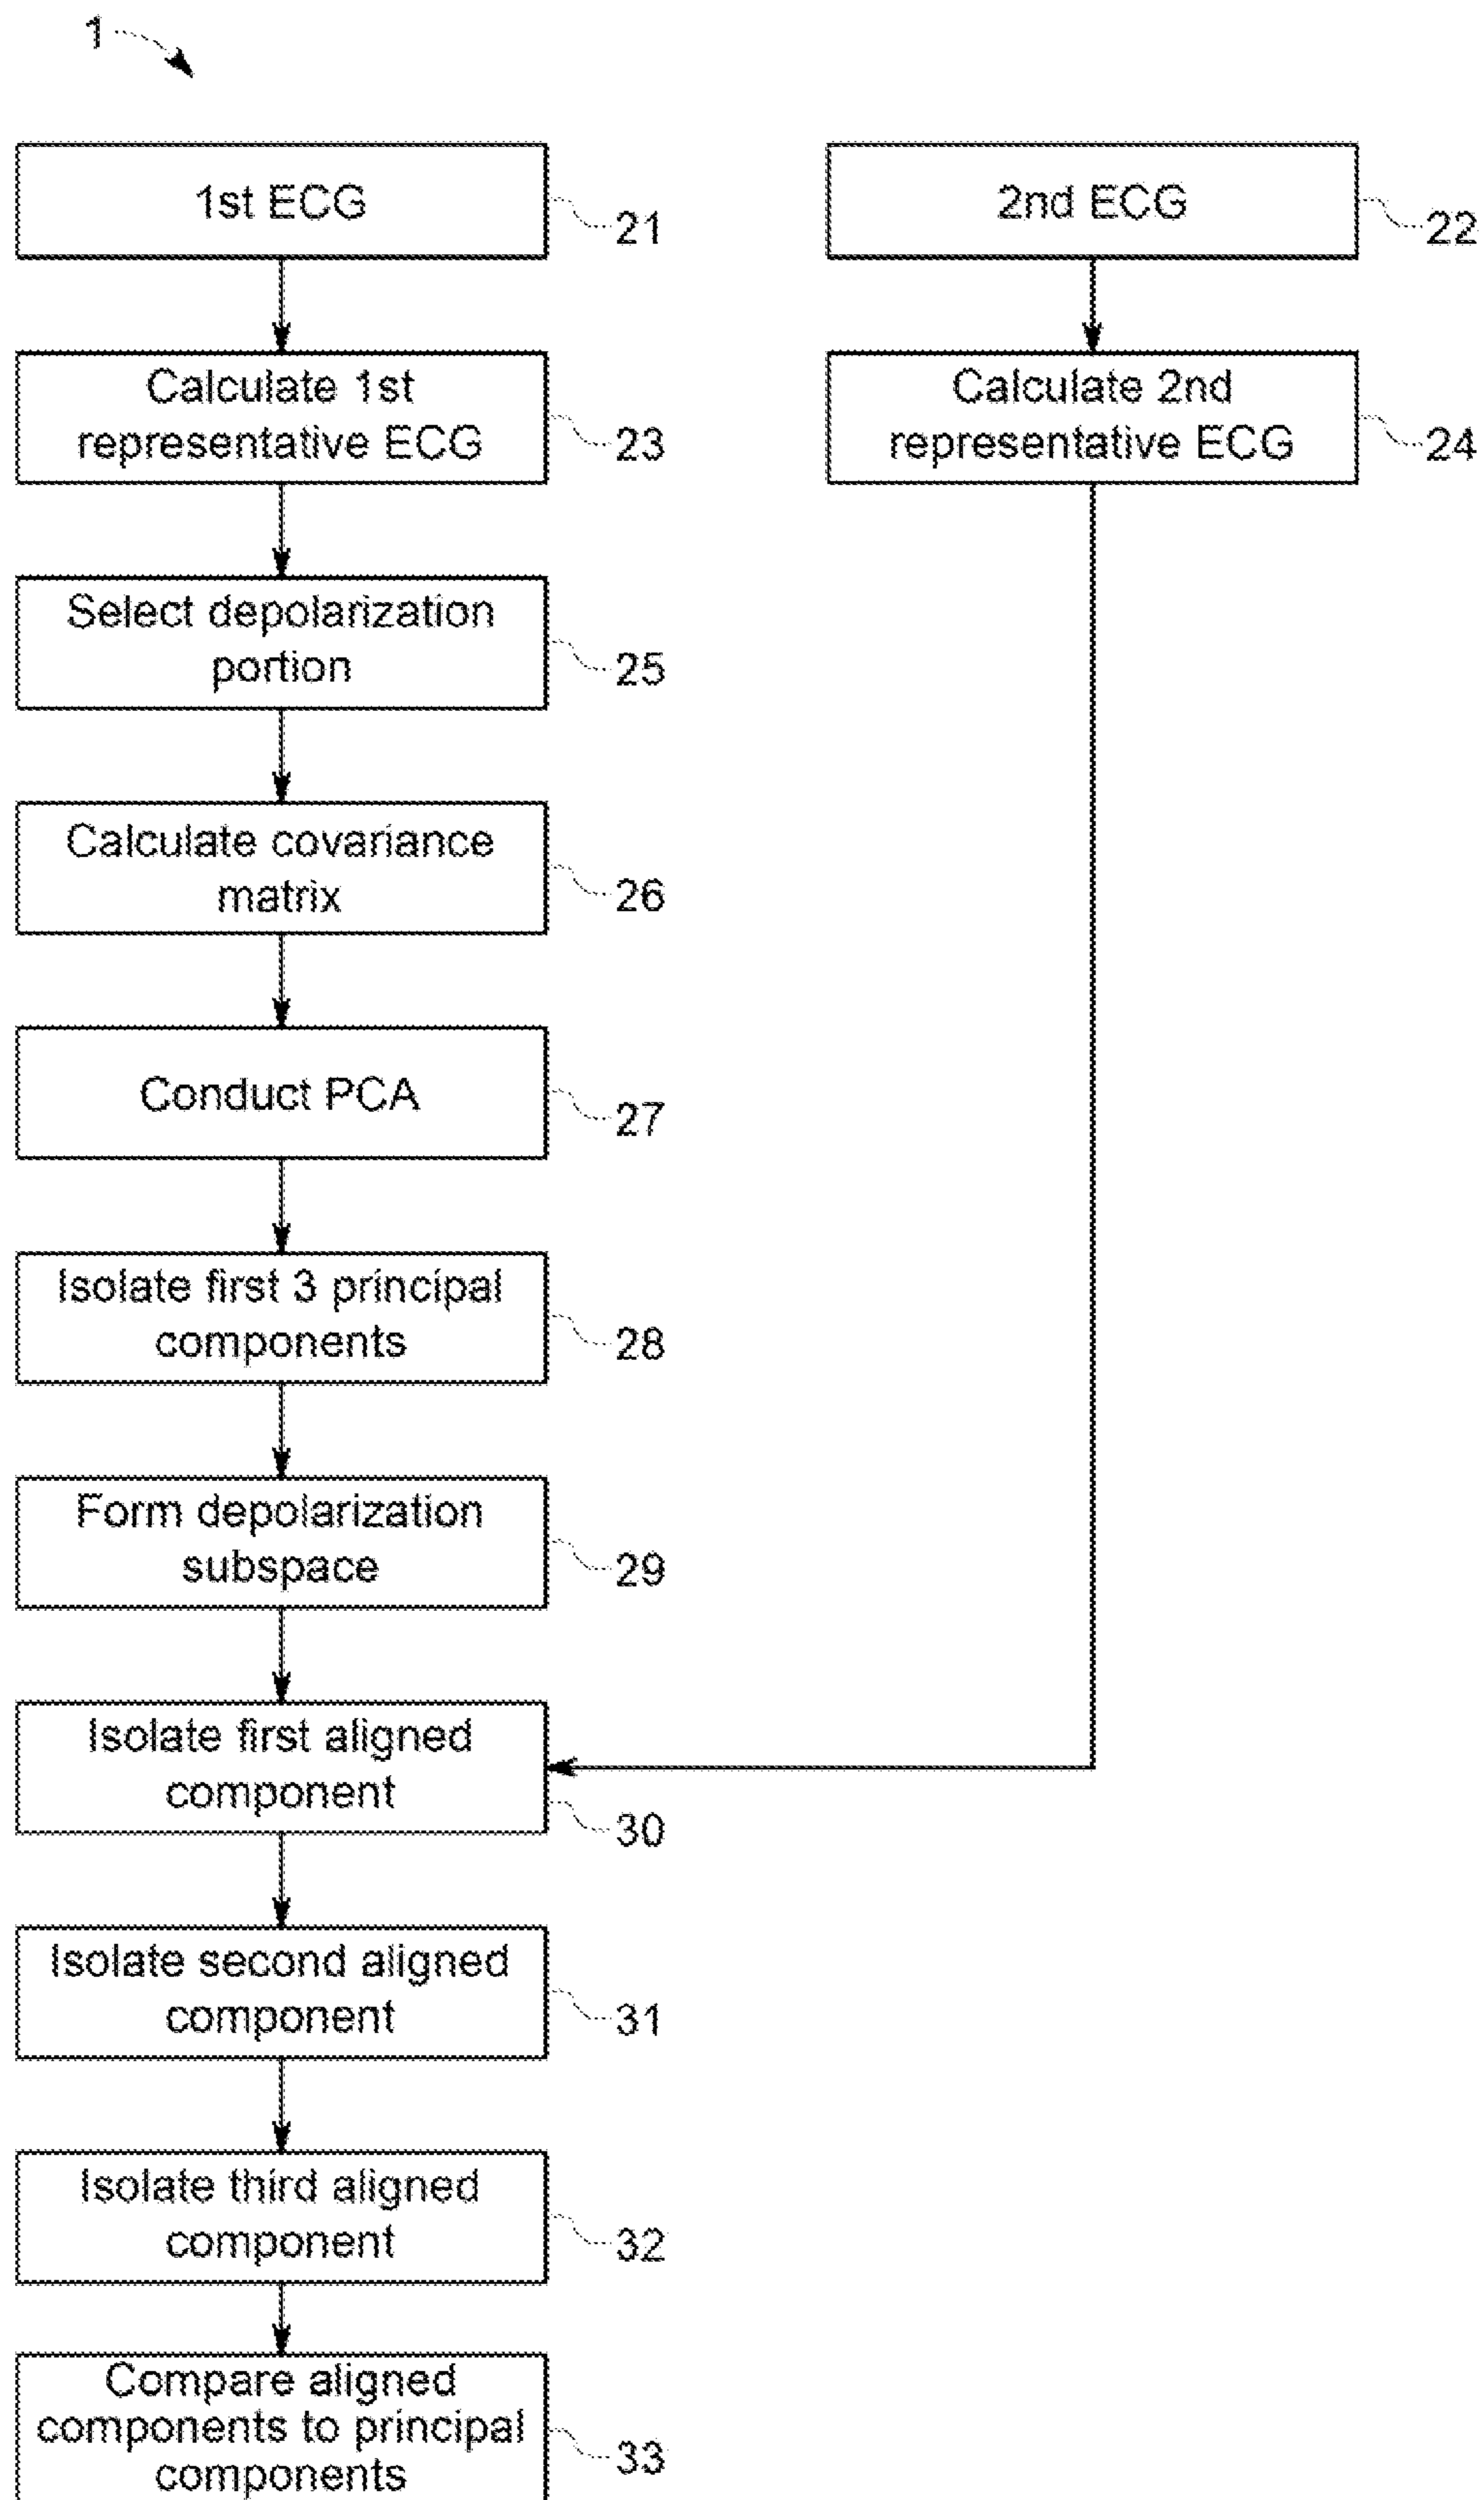 1
1st ECG
21
2nd ECG
22
Calculate 1st
representative ECG
23
Calculate 2nd
representative ECG
24
Select depolarization
portion
25
Calculate covariance
matrix
26
Conduct PCA
27
Isolate first 3 principal
components
28
Form depolarization
subspace
29
Isolate first aligned
component
30
Isolate second aligned
component
31
Isolate third aligned
component
32
Compare aligned
components to principal
components
33